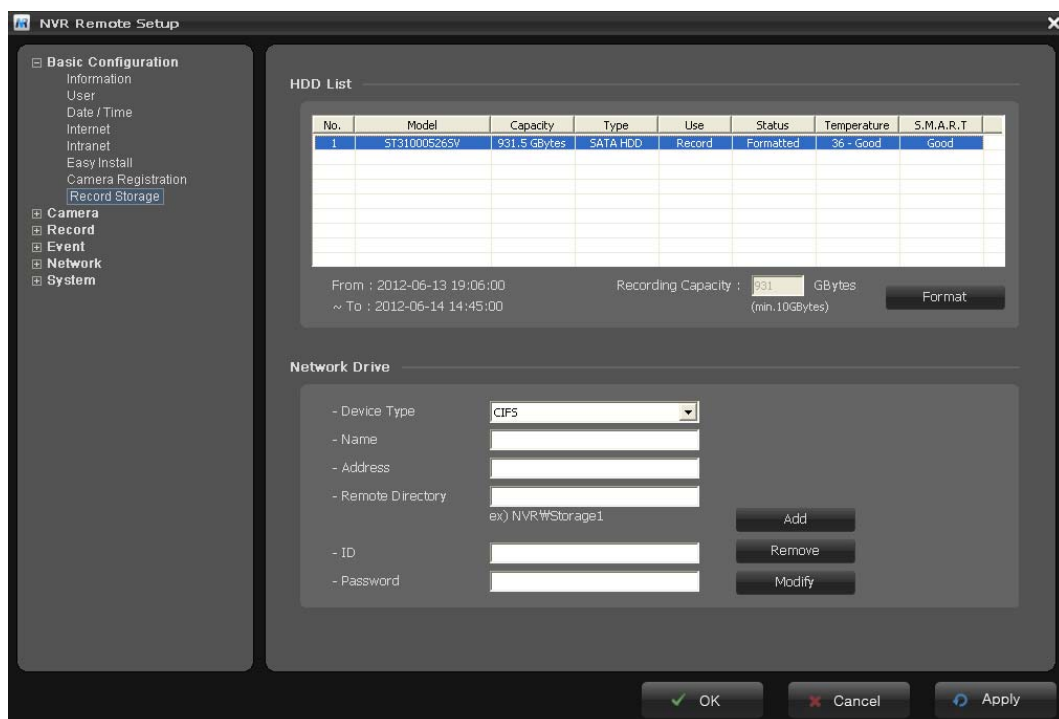 NVR Remote Setup
Basic Configuration
Information
User
Date / Time
Internet
Intranet
Easy Install
Camera Registration
Record Storage
Camera
Record
Event
Network
System
HDD List
No. Model Capacity Type Use Status Temperature S.M.A.R.T
1 ST31000526SV 931.5 GBytes SATA HDD Record Formatted 36 - Good Good
From : 2012-06-13 19:06:00
~ To : 2012-06-14 14:45:00
Recording Capacity : 931 GBytes
(min.10GBytes)
Format
Network Drive
- Device Type CIFS
- Name
- Address
- Remote Directory
ex) NVR₩Storage1
- ID
- Password
Add
Remove
Modify
OK
Cancel
Apply